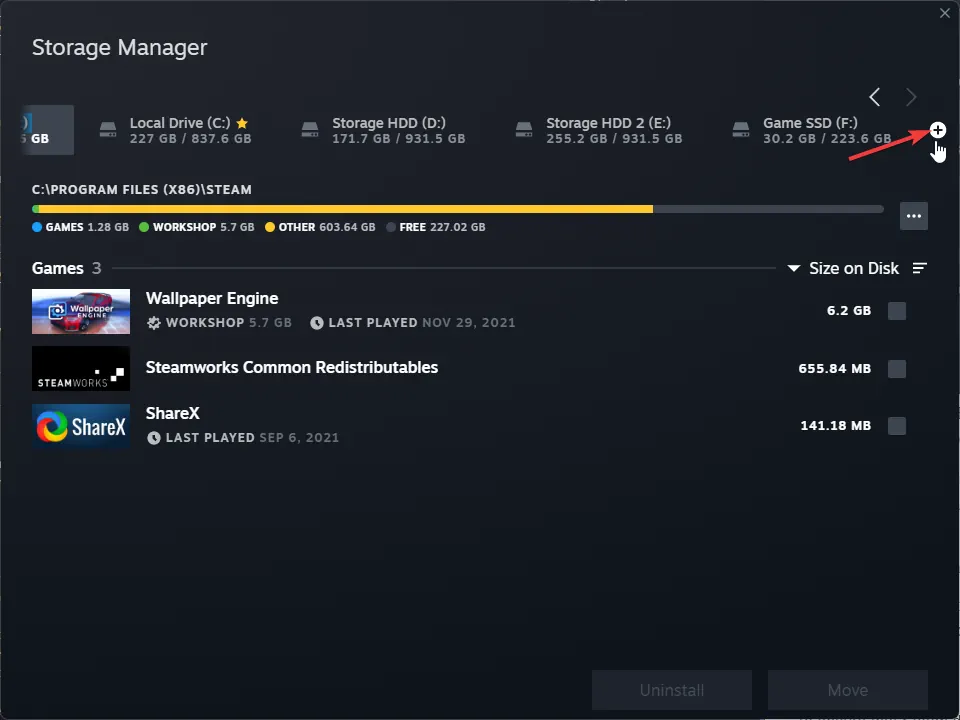 Storage Manager
GB
Local Drive (C:)
227 GB / 837.6 GB
Storage HDD (D:)
171.7 GB / 931.5 GB
Storage HDD 2 (E:)
255.2 GB / 931.5 GB
Game SSD (F:)
30.2 GB / 223.6 GB
C:\PROGRAM FILES (X86)\STEAM
GAMES 1.28 GB WORKSHOP 5.7 GB OTHER 603.64 GB FREE 227.02 GB
Games 3
Size on Disk
Wallpaper ENGINE
Wallpaper Engine
WORKSHOP 5.7 GB LAST PLAYED NOV 29, 2021
6.2 GB
STEAMWORKS
Steamworks Common Redistributables
655.84 MB
ShareX
ShareX
LAST PLAYED SEP 6, 2021
141.18 MB
Uninstall
Move